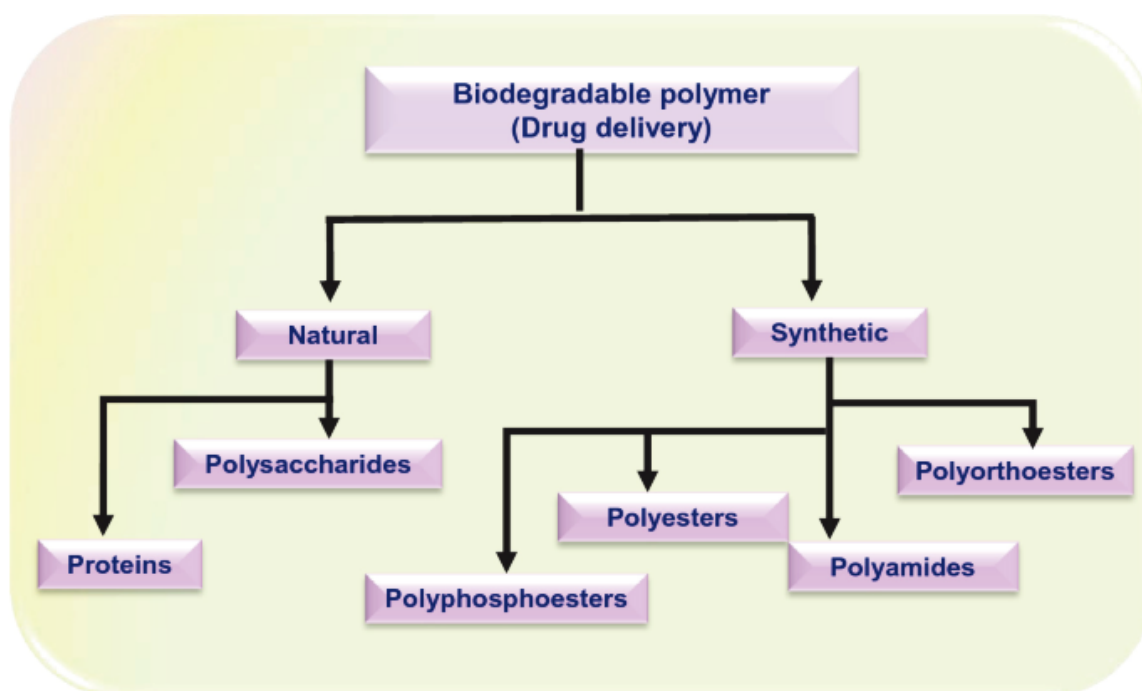 Biodegradable polymer
(Drug delivery)
Natural
Synthetic
Polysaccharides
Polyorthoesters
Polyesters
Proteins
Polyamides
Polyphosphoesters